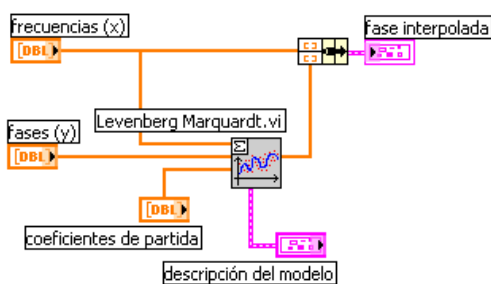 frecuencias (x)
[DBL]
fase interpolada
Levenberg Marquardt.vi
fases (y)
[DBL]
Σ
[DBL]
coeficientes de partida
descripción del modelo